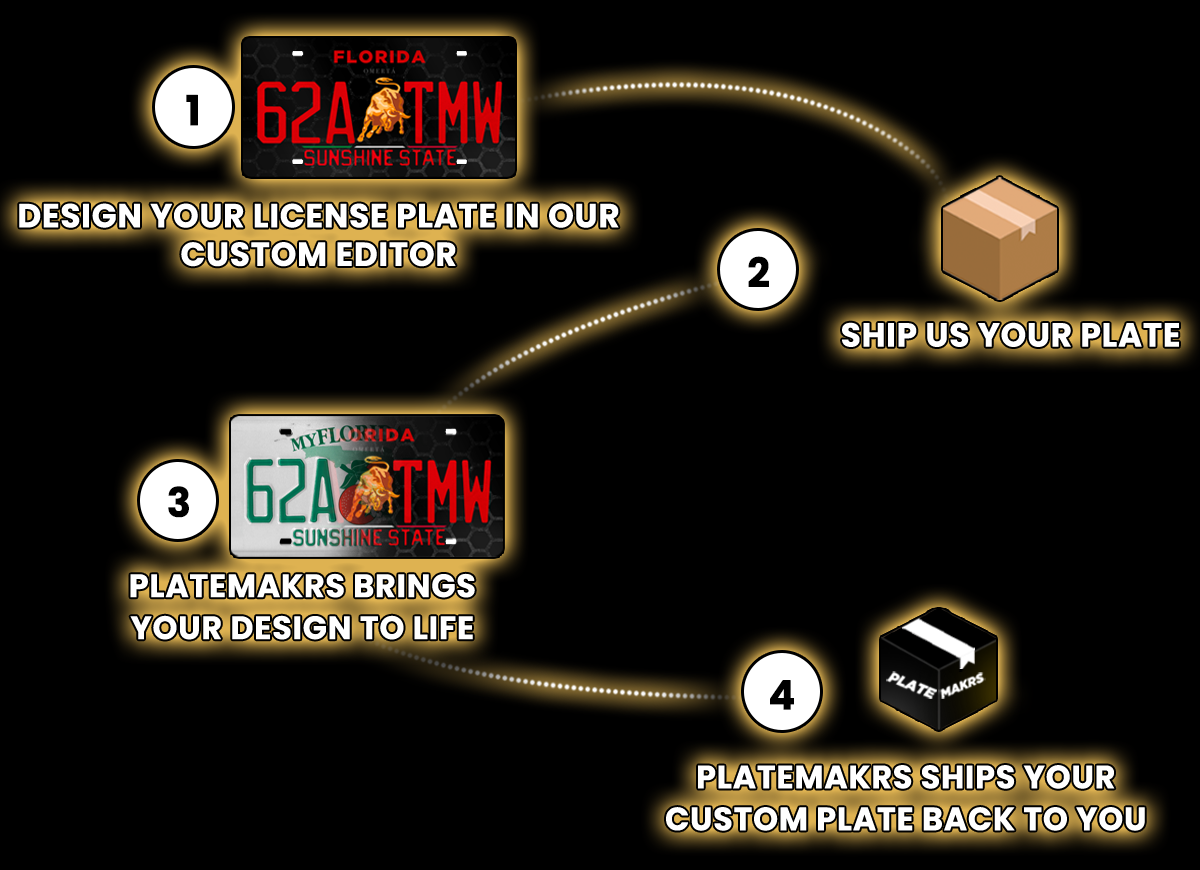 1
FLORIDA
OMERTA
62A TMW
SUNSHINE STATE
DESIGN YOUR LICENSE PLATE IN OUR
CUSTOM EDITOR
2
SHIP US YOUR PLATE
3
MYFLORIDA
62A TMW
SUNSHINE STATE
PLATEMAKRS BRINGS
YOUR DESIGN TO LIFE
4
PLATE MAKRS
PLATEMAKRS SHIPS YOUR
CUSTOM PLATE BACK TO YOU